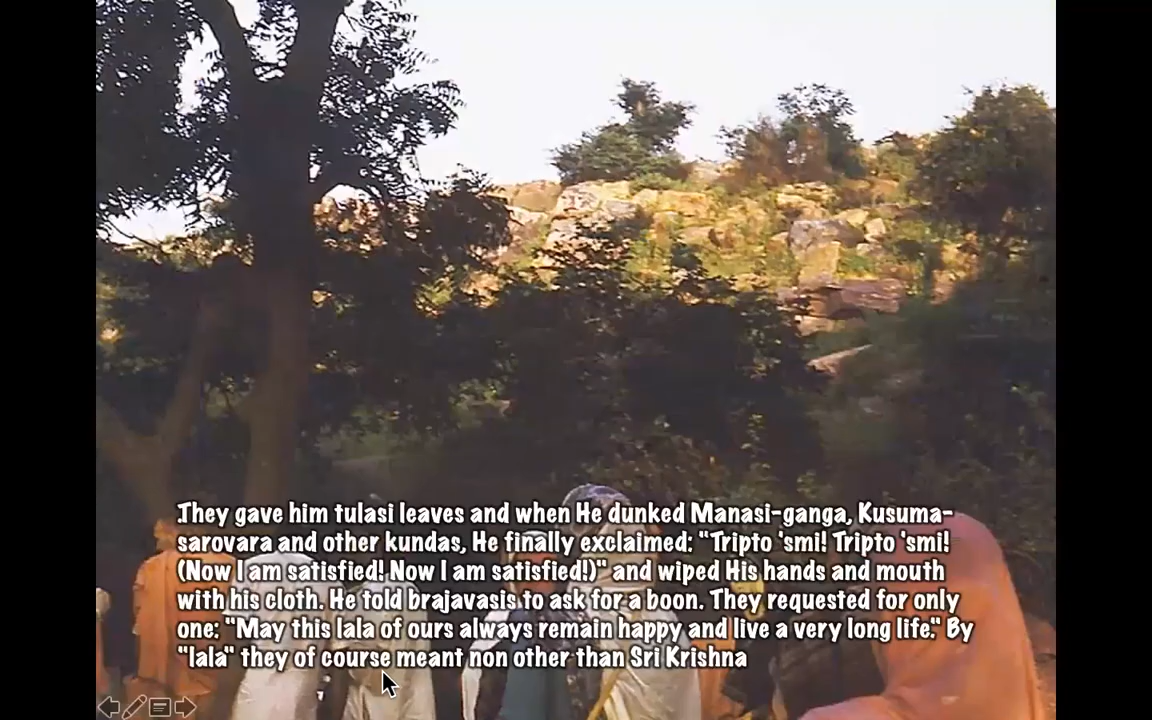 They gave him tulasi leaves and when He dunked Manasi-ganga, Kusuma-
sarovara and other kundas, He finally exclaimed: "Tripto 'smi! Tripto 'smi!
(Now I am satisfied! Now I am satisfied!)" and wiped His hands and mouth
with his cloth. He told brajavasis to ask for a boon. They requested for only
one: "May this lala of ours always remain happy and live a very long life." By
"lala" they of course meant non other than Sri Krishna